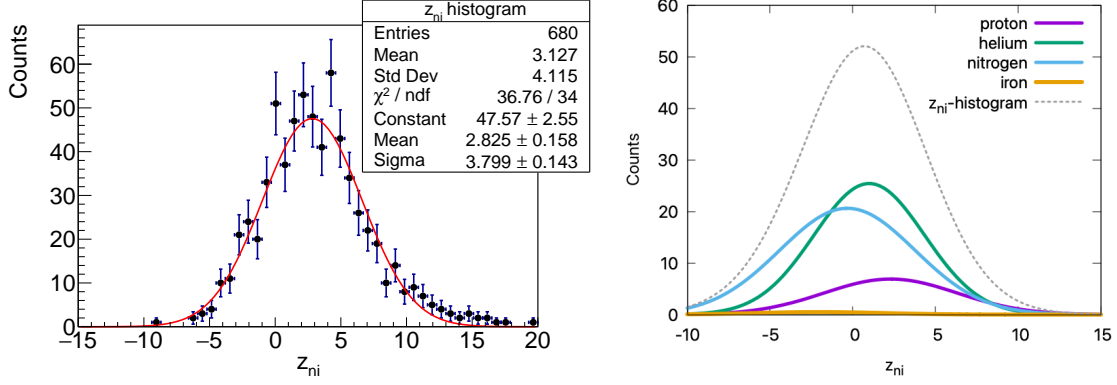 z_ni histogram
Entries 680
Mean 3.127
Std Dev 4.115
χ² / ndf 36.76 / 34
Constant 47.57 ± 2.55
Mean 2.825 ± 0.158
Sigma 3.799 ± 0.143
Counts
60
50
40
30
20
10
0
−15 −10 −5 0 5 10 15 20
z_ni
proton
helium
nitrogen
iron
z_ni-histogram
Counts
60
50
40
30
20
10
0
-10 -5 0 5 10 15
z_ni